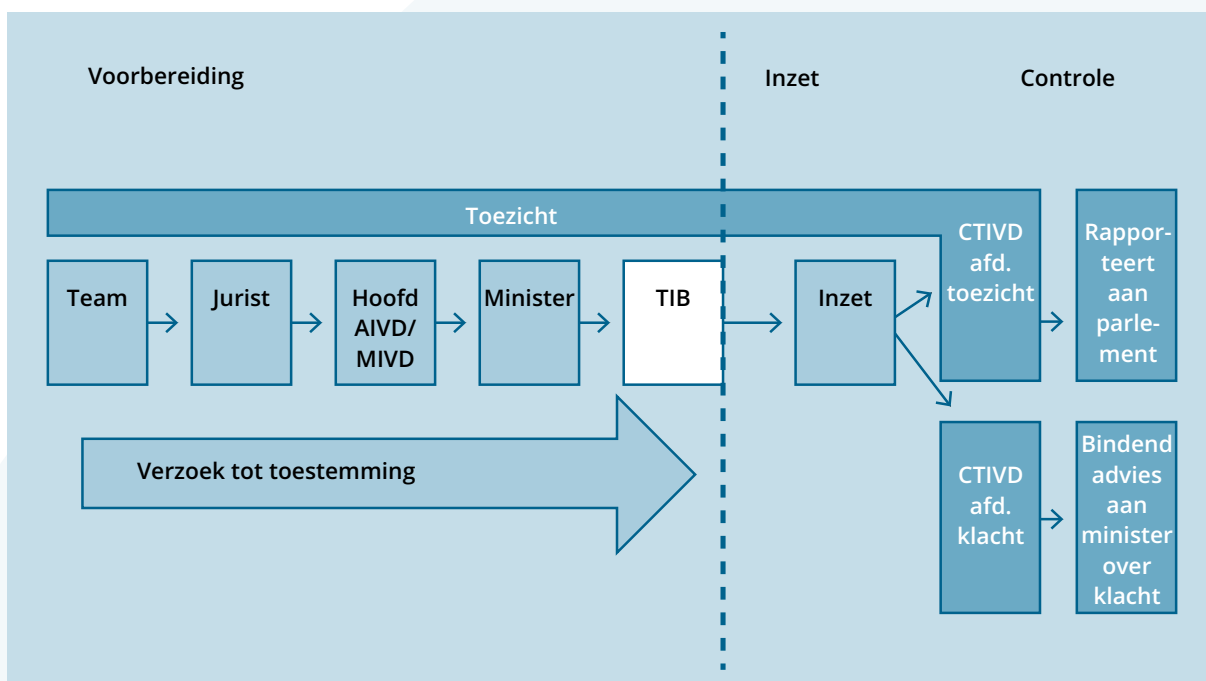 Voorbereiding
Inzet
Controle
Toezicht
Team
Jurist
Hoofd
AIVD/
MIVD
Minister
TIB
Inzet
CTIVD
afd.
toezicht
Rappor-
teert
aan
parle-
ment
Verzoek tot toestemming
CTIVD
afd.
klacht
Bindend
advies
aan
minister
over
klacht